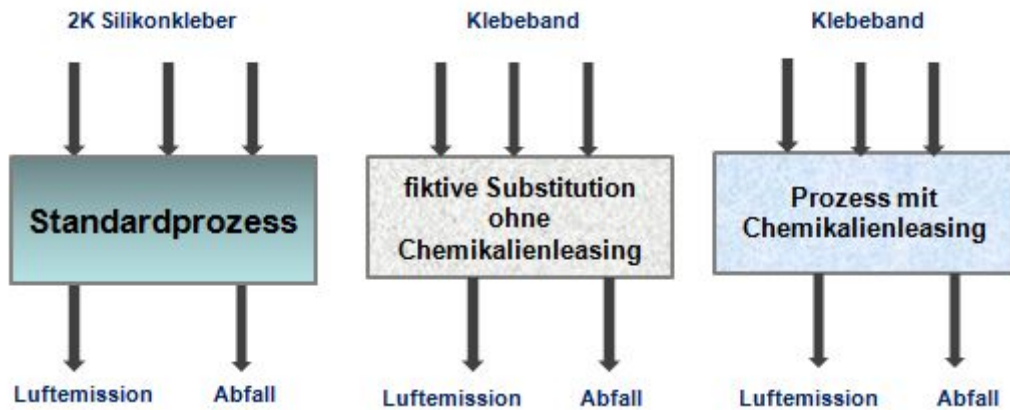 2K Silikonkleber
Klebeband
Klebeband
Standardprozess
fiktive Substitution
ohne
Chemikalienleasing
Prozess mit
Chemikalienleasing
Luftemission
Abfall
Luftemission
Abfall
Luftemission
Abfall